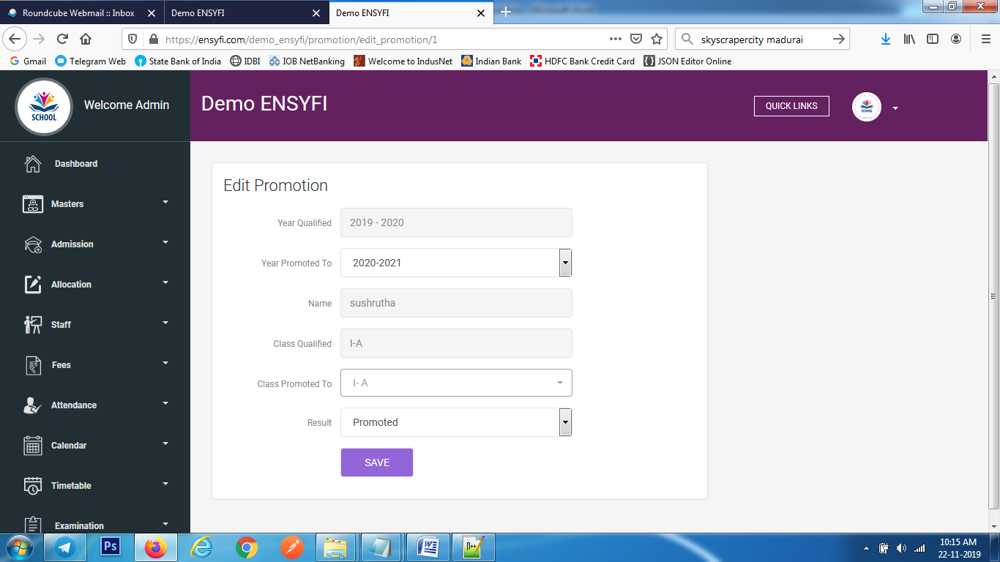 Roundcube Webmail :: Inbox
Demo ENSYFI
Demo ENSYFI
https://ensyfi.com/demo_ensyfi/promotion/edit_promotion/1
skyscrapercity madurai
Gmail
Telegram Web
State Bank of India
IDBI
IOB NetBanking
Welcome to IndusNet
Indian Bank
HDFC Bank Credit Card
JSON Editor Online
SCHOOL
Welcome Admin
Demo ENSYFI
QUICK LINKS
SCHOOL
Dashboard
Masters
Admission
Allocation
Staff
Fees
Attendance
Calendar
Timetable
Examination
Edit Promotion
Year Qualified 2019 - 2020
Year Promoted To 2020-2021
Name sushrutha
Class Qualified I-A
Class Promoted To I- A
Result Promoted
SAVE
Ps
10:15 AM
22-11-2019